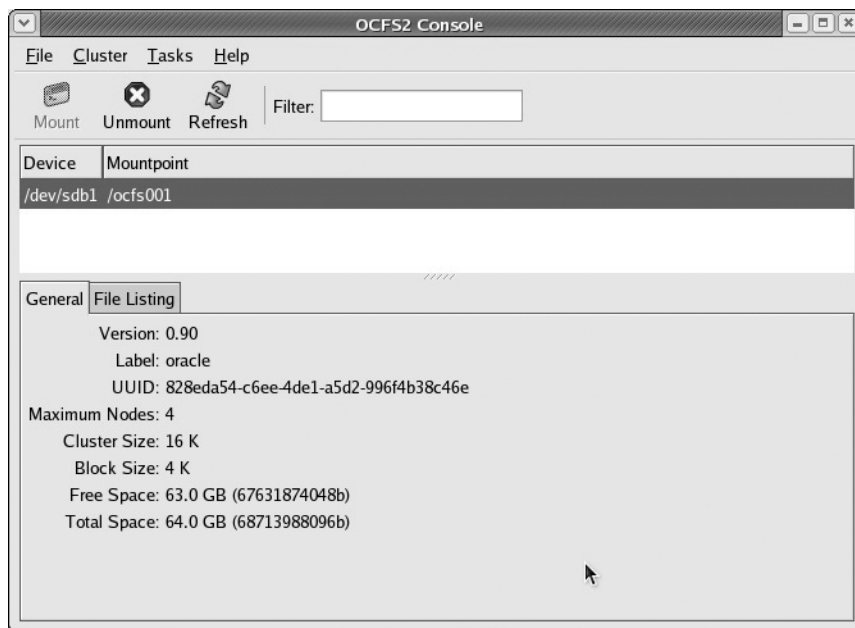 OCFS2 Console
File Cluster Tasks Help
Mount Unmount Refresh Filter:
Device Mountpoint
/dev/sdb1 /ocfs001
General File Listing
Version: 0.90
Label: oracle
UUID: 828eda54-c6ee-4de1-a5d2-996f4b38c46e
Maximum Nodes: 4
Cluster Size: 16 K
Block Size: 4 K
Free Space: 63.0 GB (67631874048b)
Total Space: 64.0 GB (68713988096b)